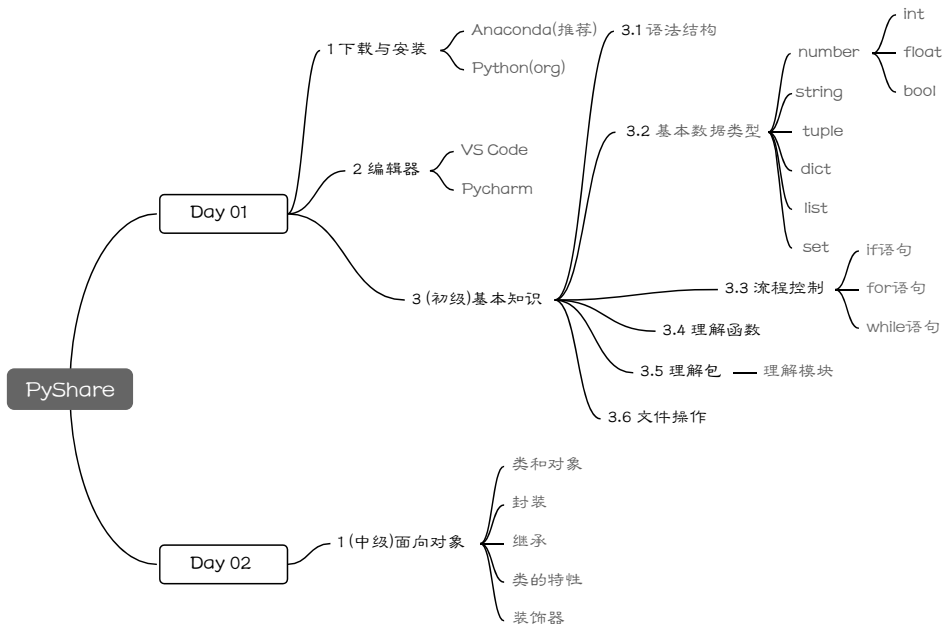 PyShare
Day 01
1 下载与安装
Anaconda(推荐)
Python(org)
2 编辑器
VS Code
Pycharm
3 (初级)基本知识
3.1 语法结构
3.2 基本数据类型
number
int
float
bool
string
tuple
dict
list
set
3.3 流程控制
if语句
for语句
while语句
3.4 理解函数
3.5 理解包
理解模块
3.6 文件操作
Day 02
1 (中级)面向对象
类和对象
封装
继承
类的特性
装饰器